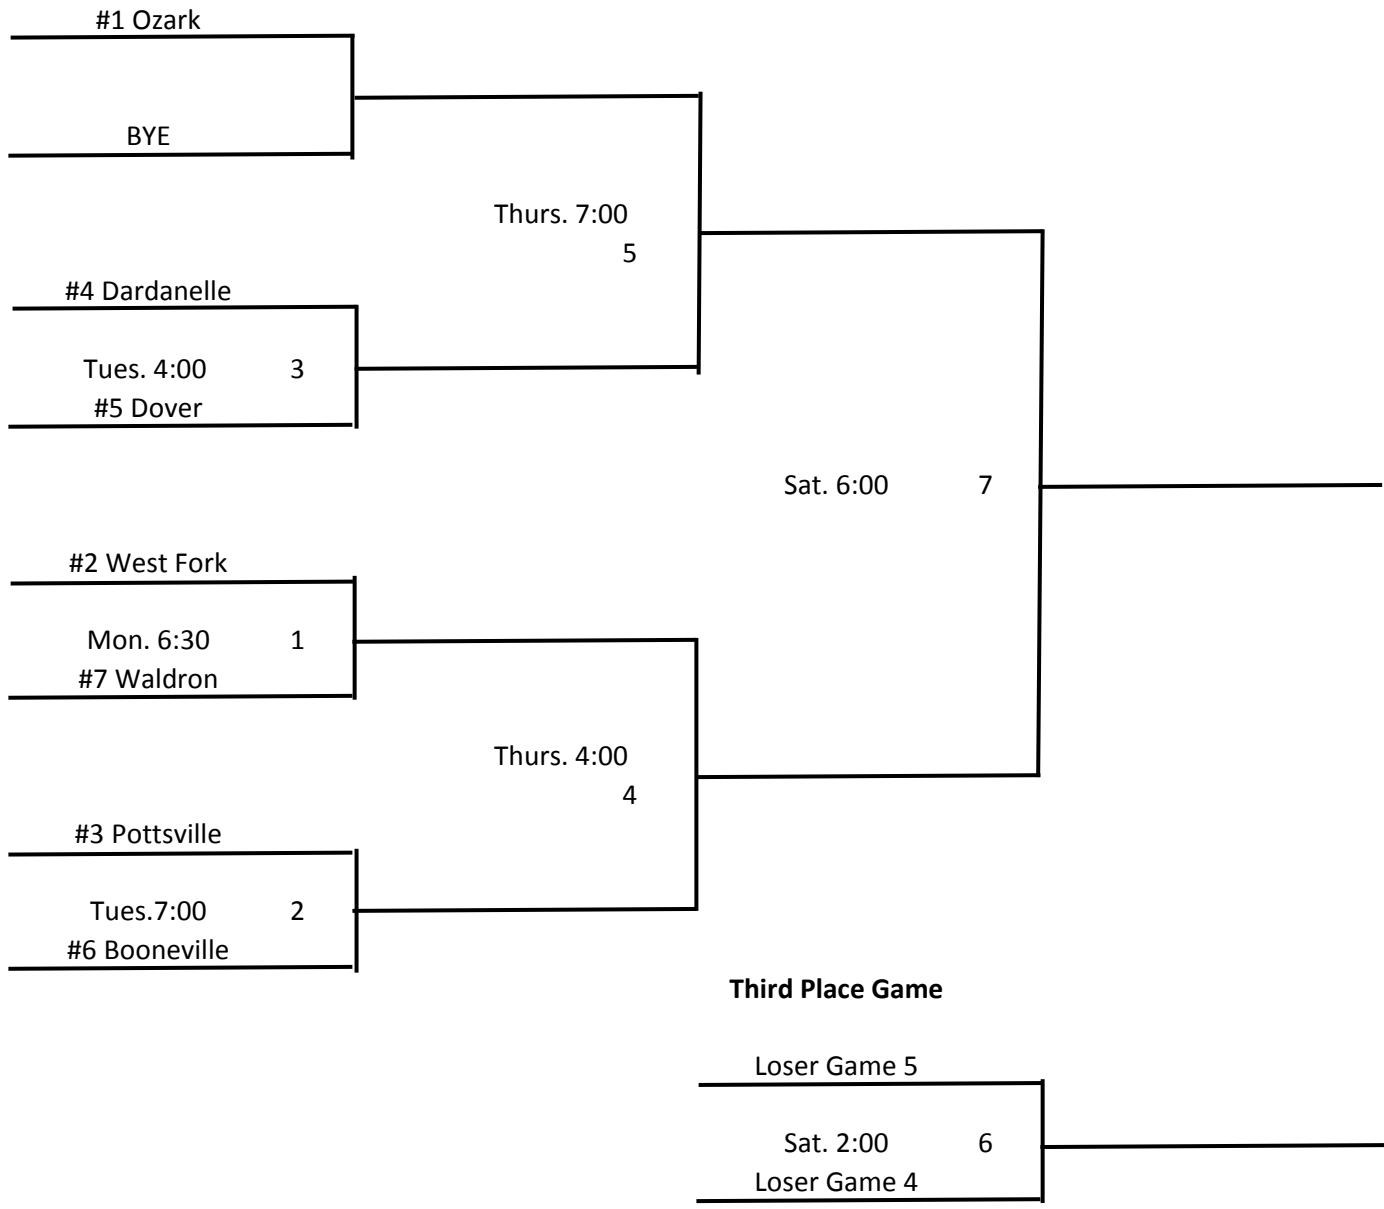 #1 Ozark
BYE
Thurs. 7:00
5
#4 Dardanelle
Tues. 4:00 3
#5 Dover
Sat. 6:00 7
#2 West Fork
Mon. 6:30 1
#7 Waldron
Thurs. 4:00
4
#3 Pottsville
Tues.7:00 2
#6 Booneville
Third Place Game
Loser Game 5
Sat. 2:00 6
Loser Game 4